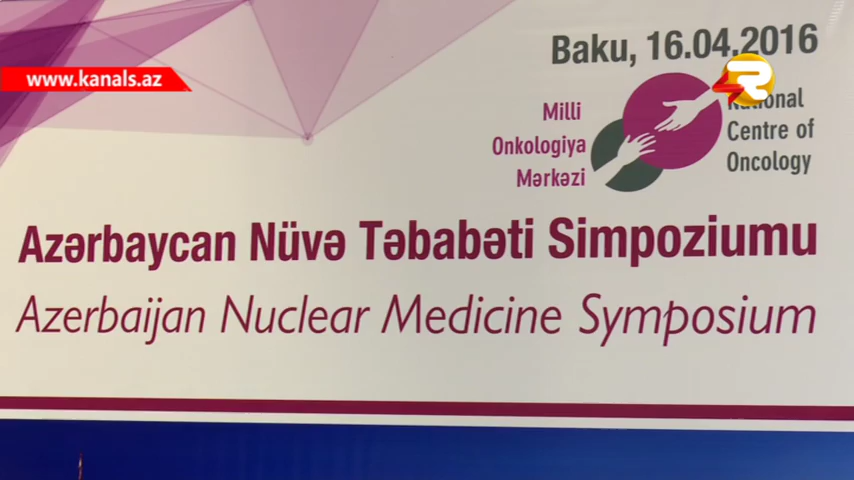 Baku, 16.04.2016
www.kanals.az
Milli
Onkologiya
Mərkəzi
National
Centre of
Oncology
Azərbaycan Nüvə Təbabəti Simpoziumu
Azerbaijan Nuclear Medicine Symposium